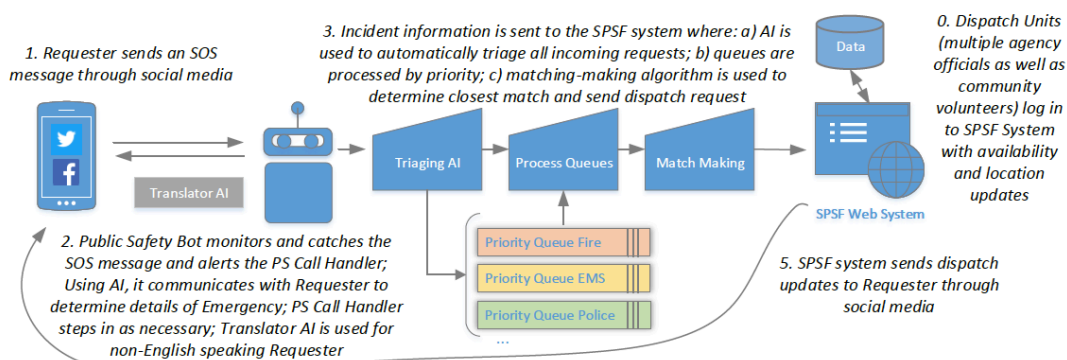 1. Requester sends an SOS
message through social media
3. Incident information is sent to the SPSF system where: a) AI is
used to automatically triage all incoming requests; b) queues are
processed by priority; c) matching-making algorithm is used to
determine closest match and send dispatch request
Data
0. Dispatch Units
(multiple agency
officials as well as
community
volunteers) log in
to SPSF System
with availability
and location
updates
Translator AI
Triaging AI
Process Queues
Match Making
SPSF Web System
2. Public Safety Bot monitors and catches the
SOS message and alerts the PS Call Handler;
Using AI, it communicates with Requester to
determine details of Emergency; PS Call Handler
steps in as necessary; Translator AI is used for
non-English speaking Requester
Priority Queue Fire
Priority Queue EMS
Priority Queue Police
...
5. SPSF system sends dispatch
updates to Requester through
social media